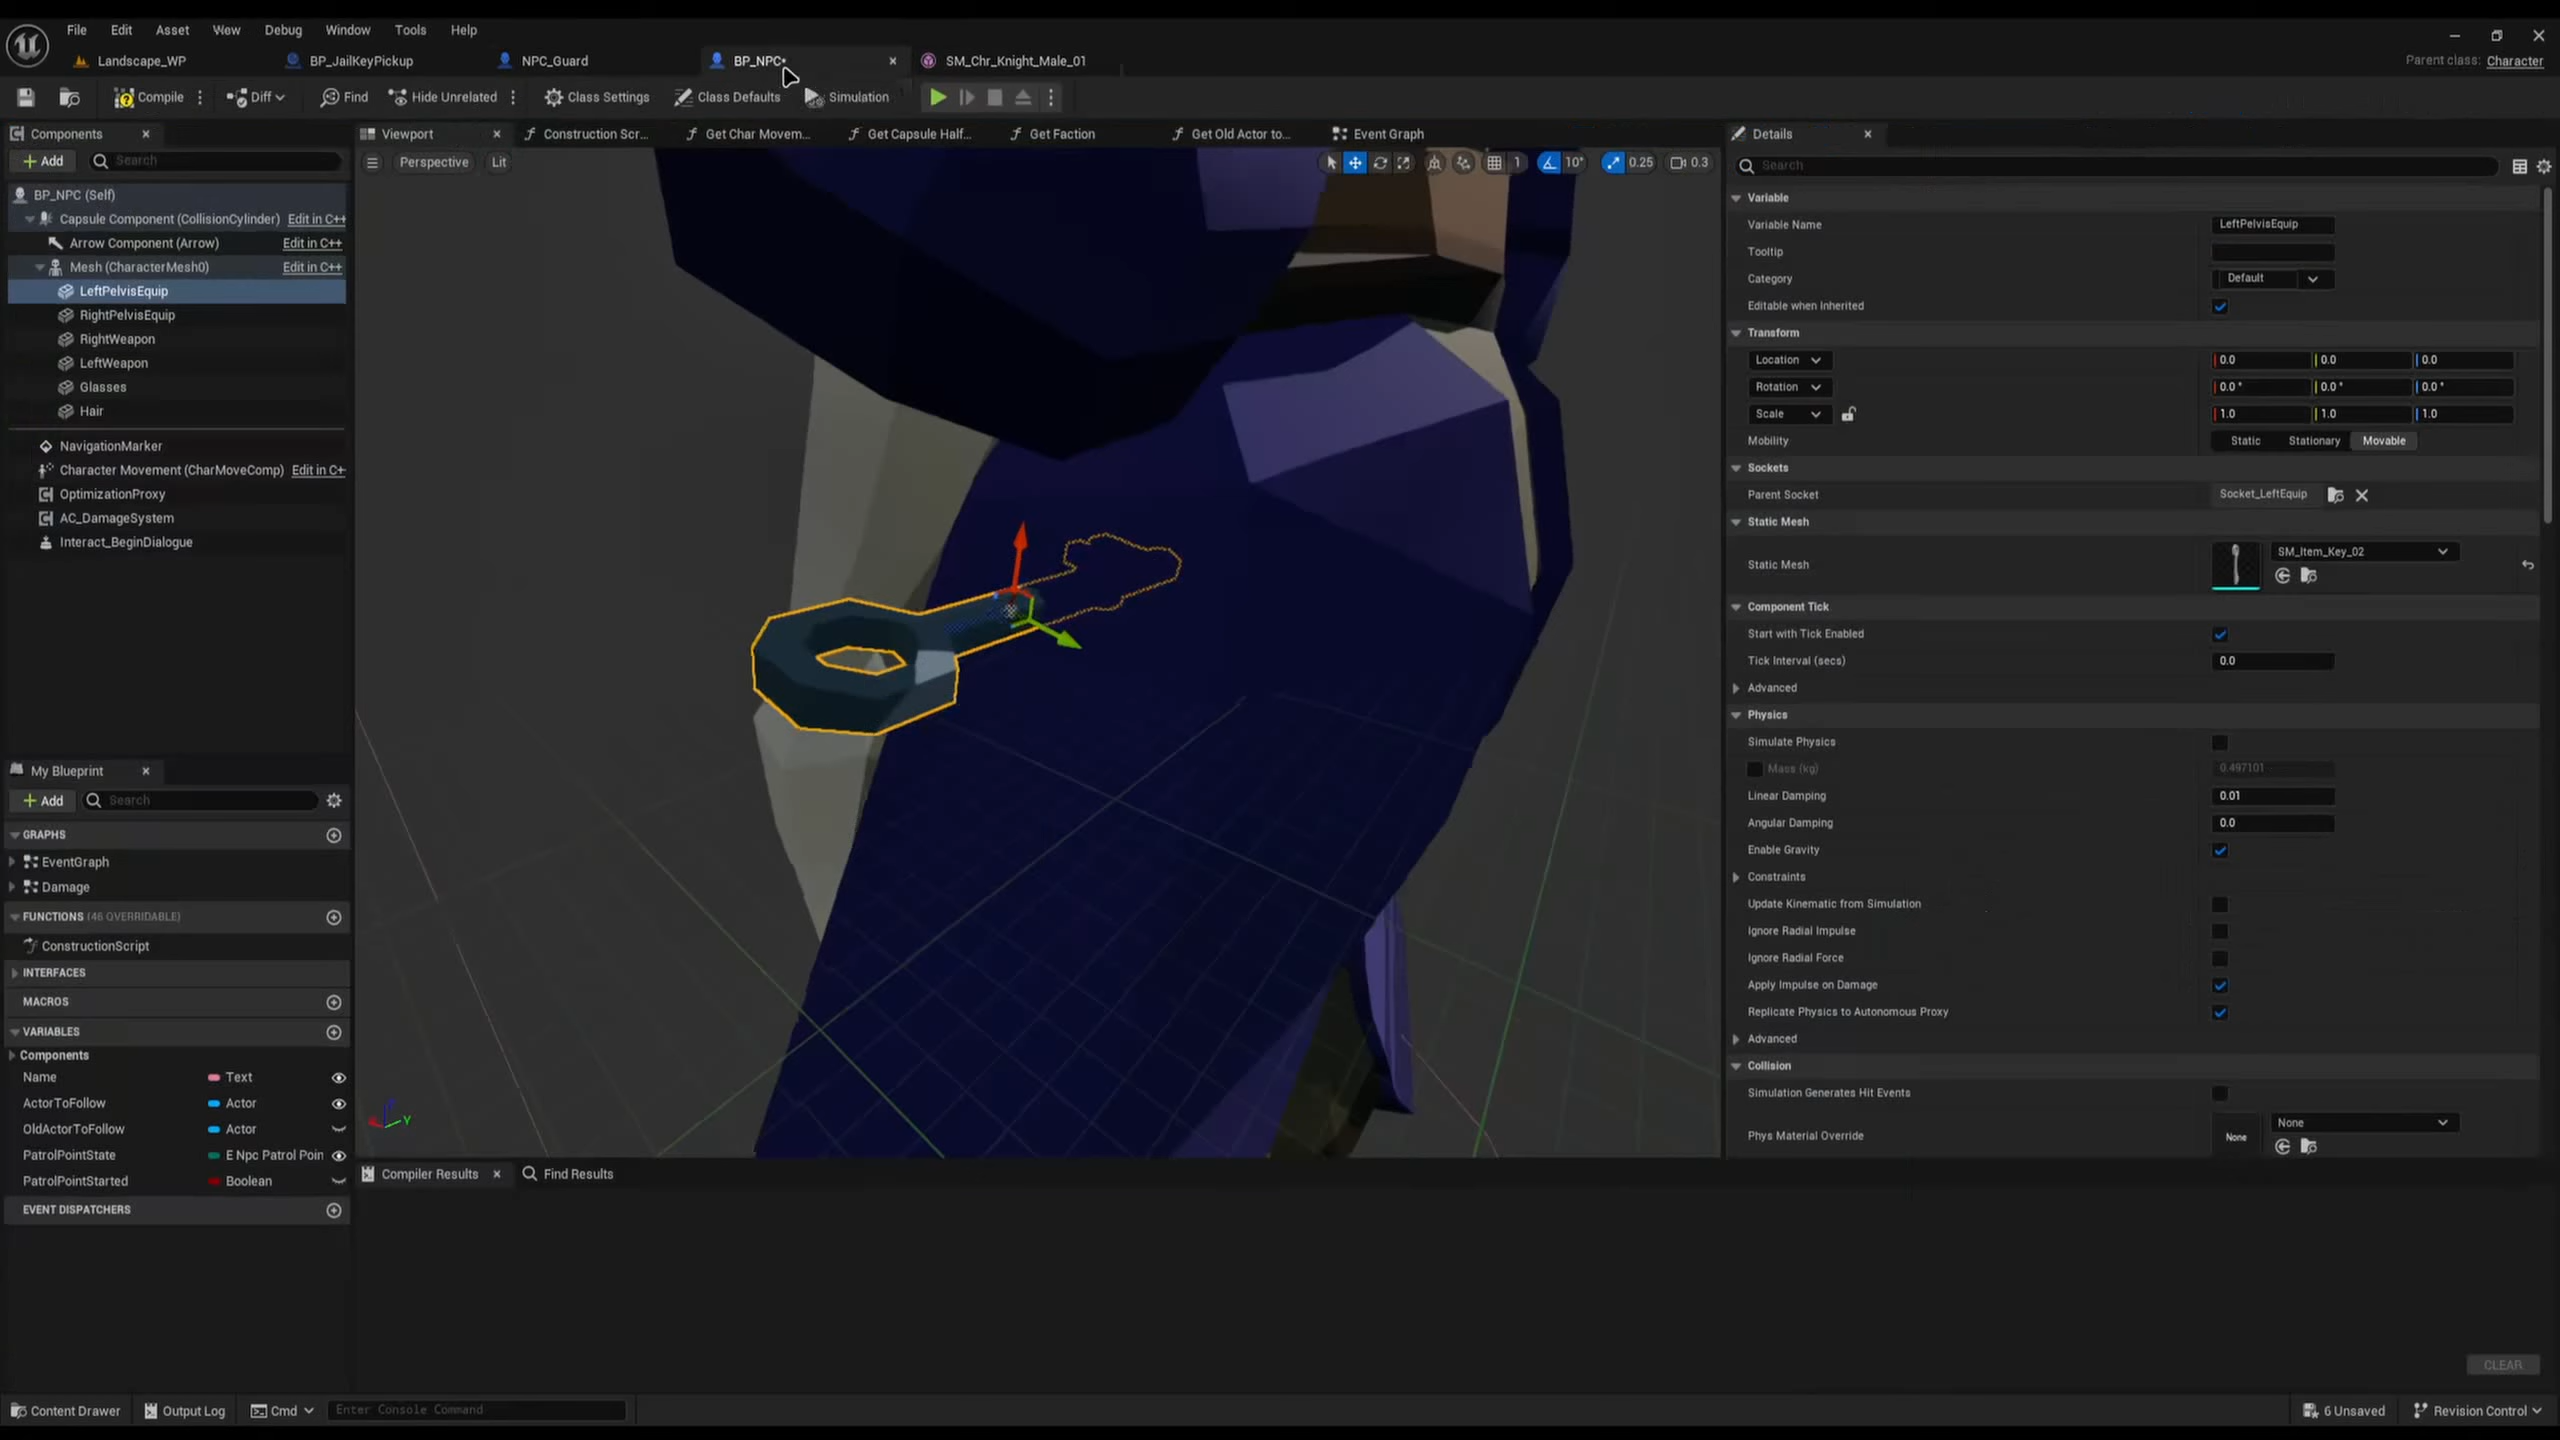 File Edit Asset View Debug Window Tools Help
Landscape_WP BP_JailKeyPickup NPC_Guard BP_NPC* SM_Chr_Knight_Male_01
Parent class: Character
Compile Diff Find Hide Unrelated Class Settings Class Defaults Simulation
Components
Add Search
BP_NPC (Self)
Capsule Component (CollisionCylinder) Edit in C++
Arrow Component (Arrow) Edit in C++
Mesh (CharacterMesh0) Edit in C++
LeftPelvisEquip
RightPelvisEquip
RightWeapon
LeftWeapon
Glasses
Hair
NavigationMarker
Character Movement (CharMoveComp) Edit in C+
OptimizationProxy
AC_DamageSystem
Interact_BeginDialogue
My Blueprint
Add Search
GRAPHS
EventGraph
Damage
FUNCTIONS (46 OVERRIDABLE)
ConstructionScript
INTERFACES
MACROS
VARIABLES
Components
Name Text
ActorToFollow Actor
OldActorToFollow Actor
PatrolPointState E Npc Patrol Poin
PatrolPointStarted Boolean
EVENT DISPATCHERS
Viewport Construction Scr... Get Char Movem... Get Capsule Half... Get Faction Get Old Actor to... Event Graph
Perspective Lit 1 10° 0.25 0.3
Y
Compiler Results Find Results
CLEAR
Details
Search
Variable
Variable Name LeftPelvisEquip
Tooltip
Category Default
Editable when Inherited
Transform
Location 0.0 0.0 0.0
Rotation 0.0° 0.0° 0.0°
Scale 1.0 1.0 1.0
Mobility Static Stationary Movable
Sockets
Parent Socket Socket_LeftEquip
Static Mesh
Static Mesh SM_Item_Key_02
Component Tick
Start with Tick Enabled
Tick Interval (secs) 0.0
Advanced
Physics
Simulate Physics
Mass (kg) 0.497101
Linear Damping 0.01
Angular Damping 0.0
Enable Gravity
Constraints
Update Kinematic from Simulation
Ignore Radial Impulse
Ignore Radial Force
Apply Impulse on Damage
Replicate Physics to Autonomous Proxy
Advanced
Collision
Simulation Generates Hit Events
Phys Material Override None None
Content Drawer Output Log Cmd Enter Console Command 6 Unsaved Revision Control